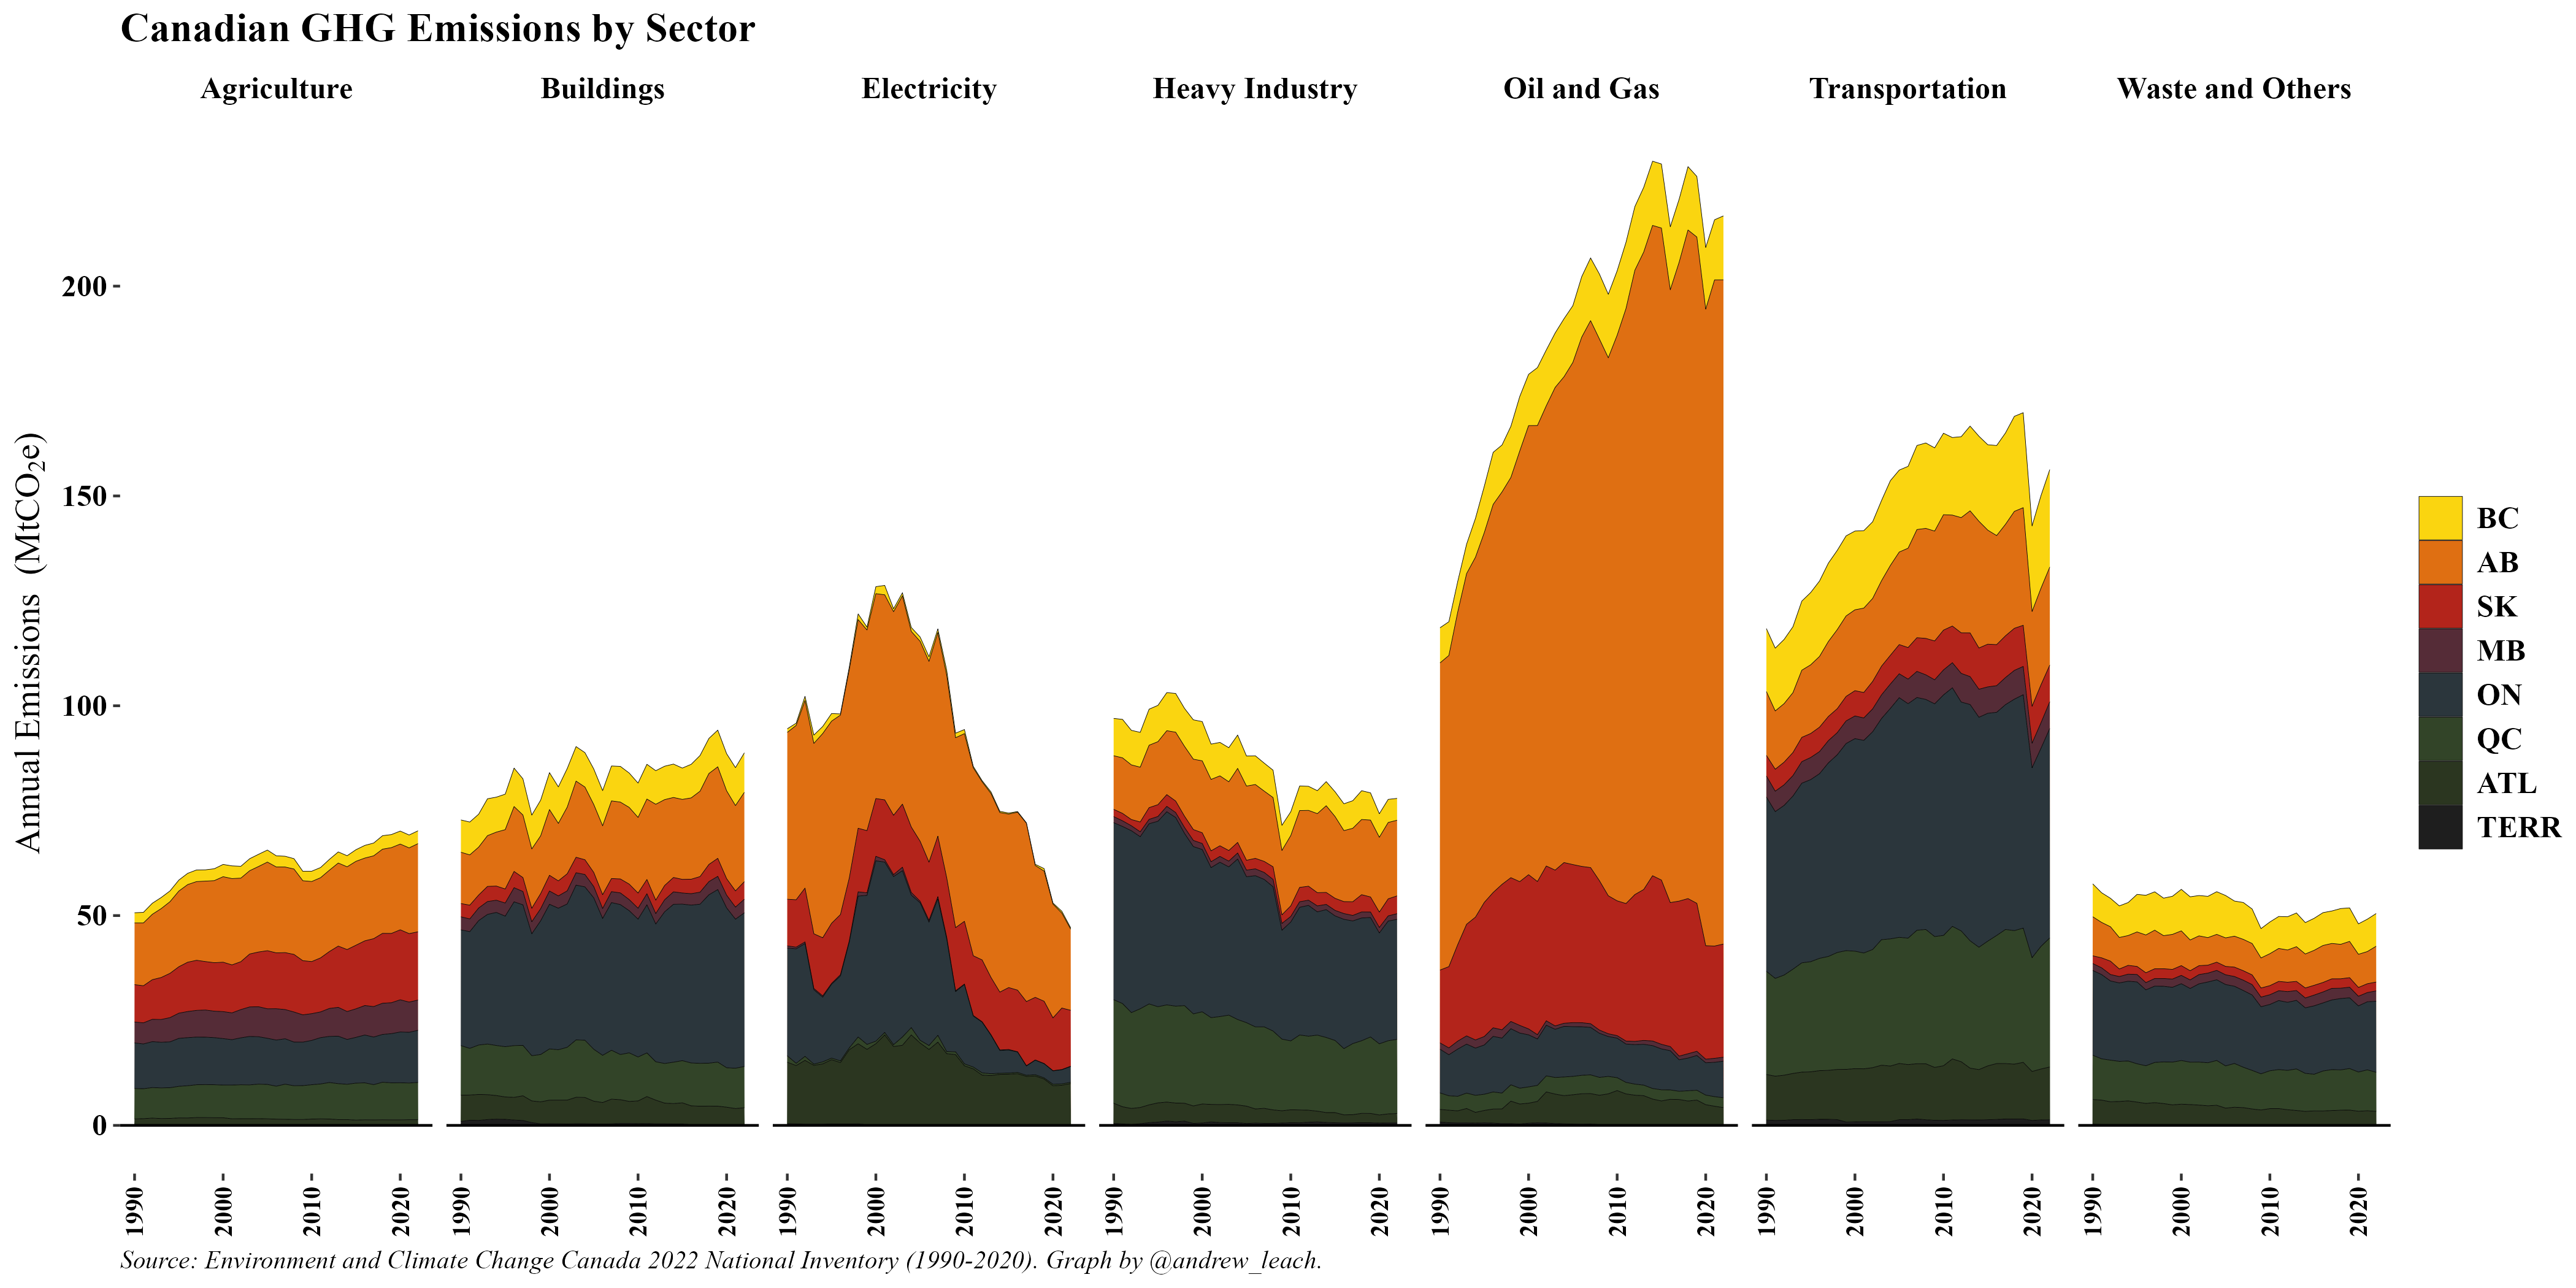 Canadian GHG Emissions by Sector
Agriculture
Buildings
Electricity
Heavy Industry
Oil and Gas
Transportation
Waste and Others
Annual Emissions (MtCO₂e)
200
150
100
50
0
BC
AB
SK
MB
ON
QC
ATL
TERR
1990 2000 2010 2020
1990 2000 2010 2020
1990 2000 2010 2020
1990 2000 2010 2020
1990 2000 2010 2020
1990 2000 2010 2020
1990 2000 2010 2020
Source: Environment and Climate Change Canada 2022 National Inventory (1990-2020). Graph by @andrew_leach.